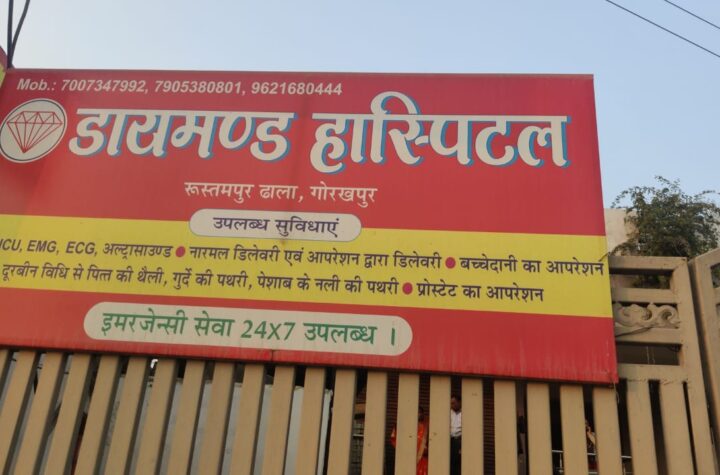 Mob.: 7007347992, 7905380801, 9621680444
डायमण्ड हास्पिटल
रूस्तमपुर ढाला, गोरखपुर
उपलब्ध सुविधाएं
ICU, EMG, ECG, अल्ट्रासाउण्ड ● नारमल डिलेवरी एवं आपरेशन द्वारा डिलेवरी ● बच्चेदानी का आपरेशन
दूरबीन विधि से पित्त की थैली, गुर्दे की पथरी, पेशाब के नली की पथरी ● प्रोस्टेट का आपरेशन
इमरजेन्सी सेवा 24x7 उपलब्ध ।